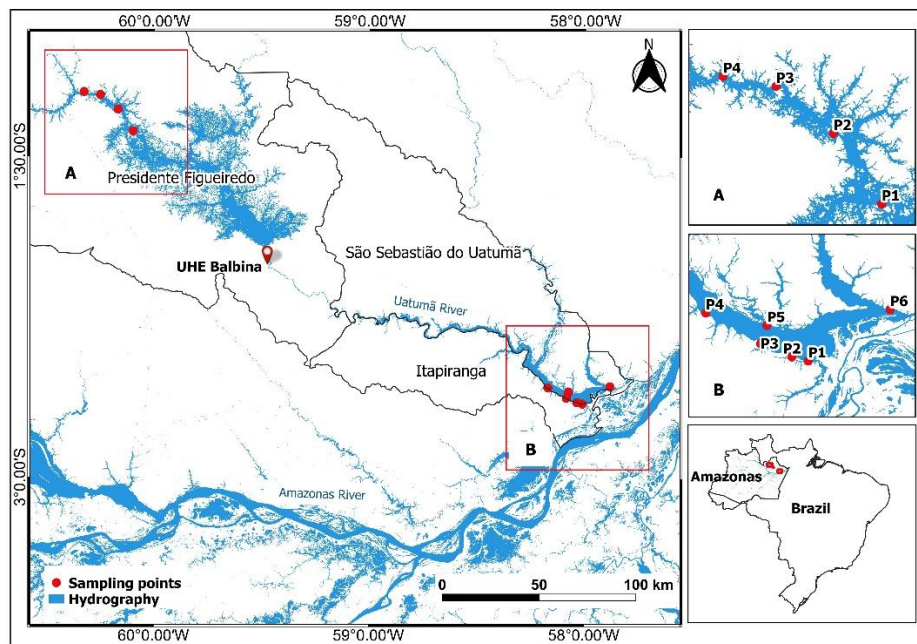 60°0.00'W 59°0.00'W 58°0.00'W
N
1°30.00'S
3°0.00'S
A
Presidente Figueiredo
UHE Balbina
São Sebastião do Uatumã
Uatumã River
Itapiranga
B
Amazonas River
Sampling points
Hydrography
0 50 100 km
60°0.00'W 59°0.00'W 58°0.00'W
P4
P3
P2
P1
A
P4
P5
P6
P3
P2
P1
B
Amazonas
Brazil